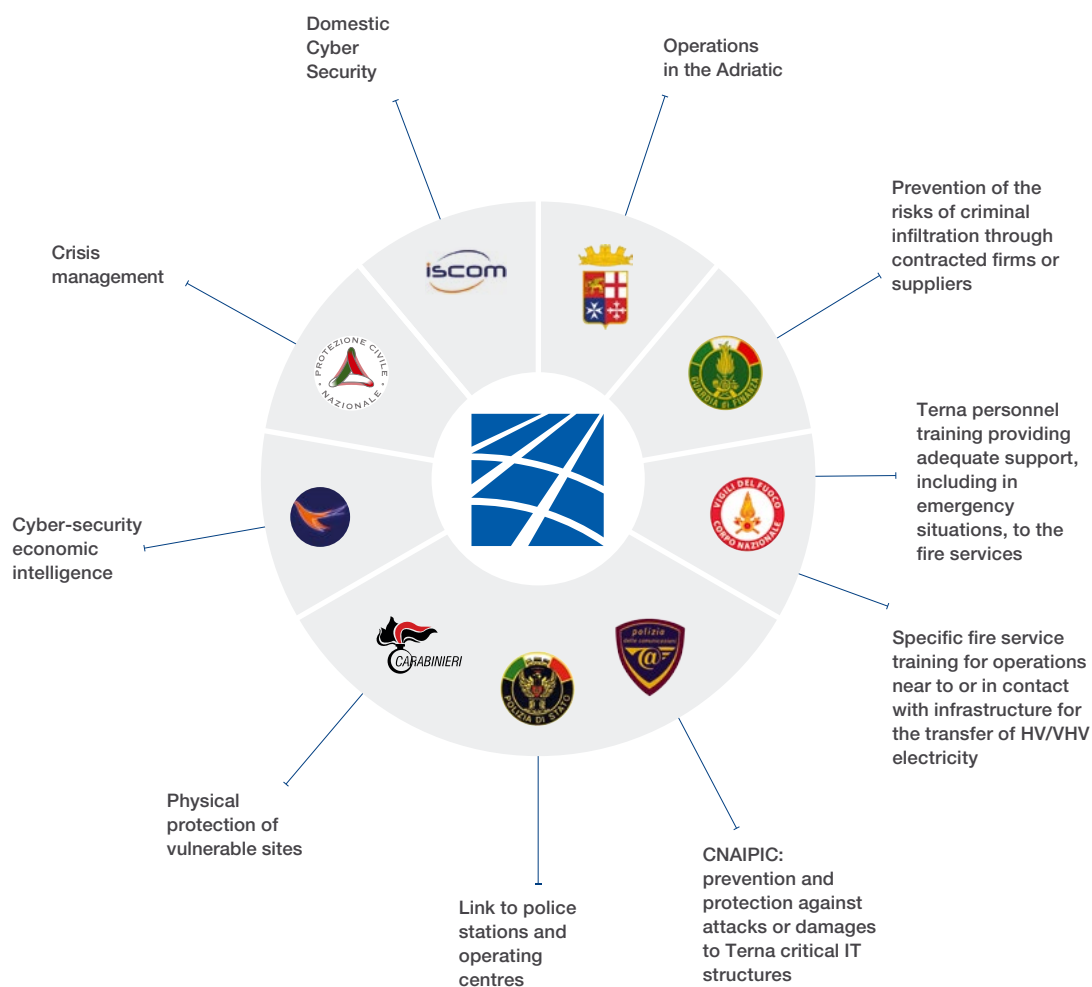 Domestic
Cyber
Security
Operations
in the Adriatic
Prevention of the
risks of criminal
infiltration through
contracted firms or
suppliers
Crisis
management
iscom
PROTEZIONE CIVILE
NAZIONALE
GUARDIA di FINANZA
Terna personnel
training providing
adequate support,
including in
emergency
situations, to the
fire services
VIGILI DEL FUOCO
CORPO NAZIONALE
Cyber-security
economic
intelligence
Specific fire service
training for operations
near to or in contact
with infrastructure for
the transfer of HV/VHV
electricity
CARABINIERI
POLIZIA DI STATO
polizia
delle comunicazioni
@
Physical
protection of
vulnerable sites
Link to police
stations and
operating
centres
CNAIPIC:
prevention and
protection against
attacks or damages
to Terna critical IT
structures